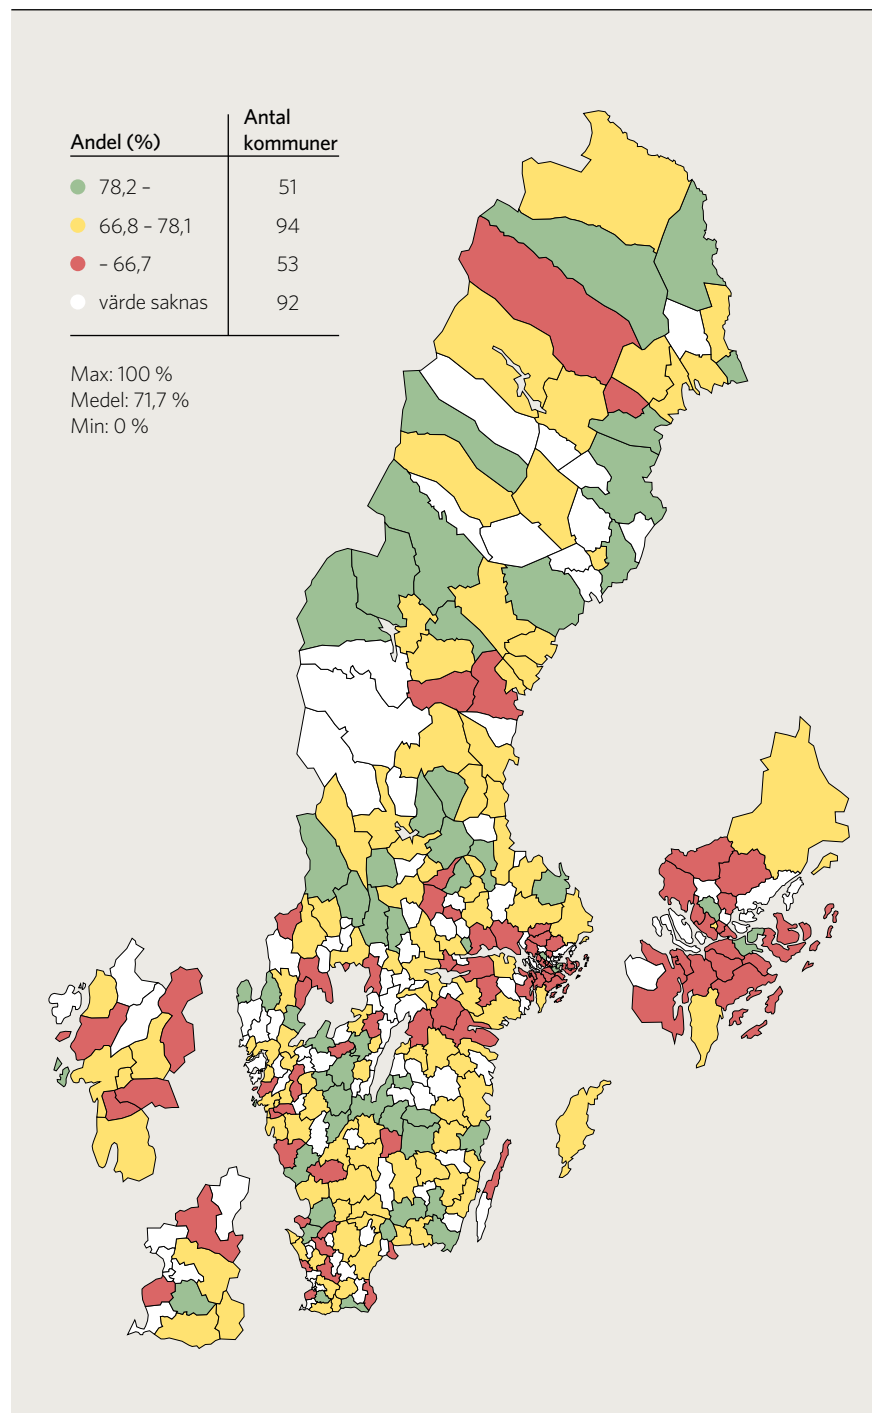 Andel (%) Antal kommuner
78,2 – 51
66,8 – 78,1 94
– 66,7 53
värde saknas 92
Max: 100 %
Medel: 71,7 %
Min: 0 %